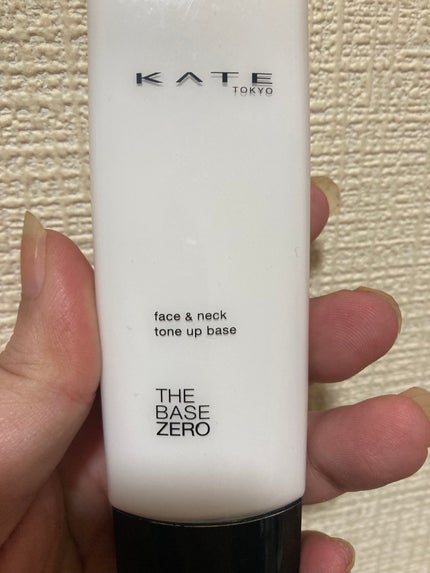 KATE
TOKYO
face & neck
tone up base
THE
BASE
ZERO